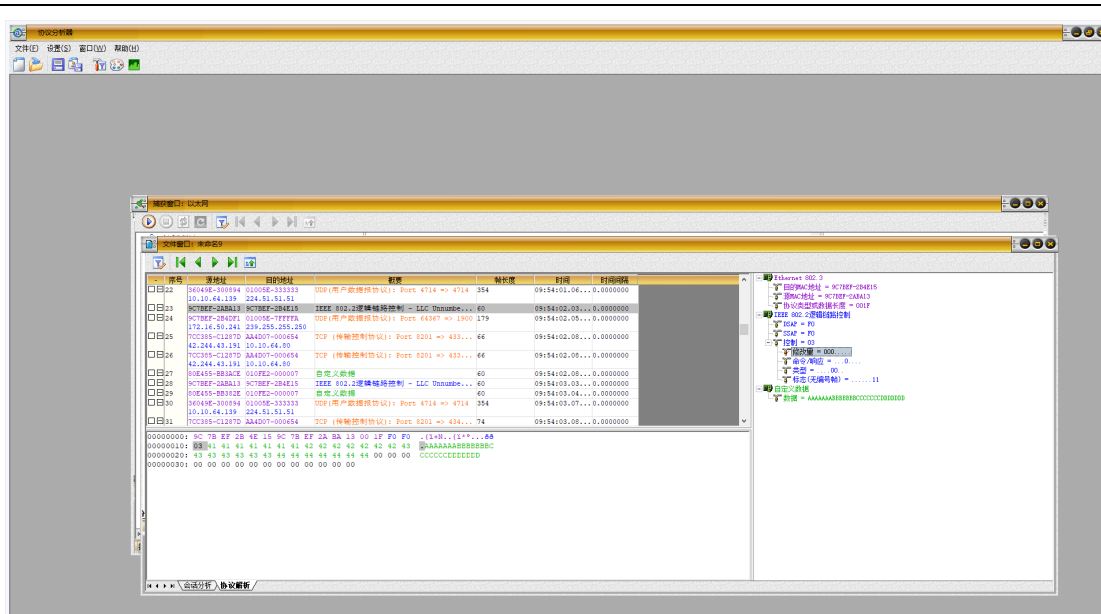 协议分析器
文件(F) 设置(S) 窗口(W) 帮助(H)
捕获窗口: 以太网
文件窗口: 未命名9
- 序号 源地址 目的地址 概要 帧长度 时间 时间间隔
22 36049E-300894 01005E-333333 UDP(用户数据报协议): Port 4714 => 4714 354 09:54:01.06...0.0000000
10.10.64.139 224.51.51.51
23 9C7BEF-2ABA13 9C7BEF-2B4E15 IEEE 802.2逻辑链路控制 - LLC Unnumbe... 60 09:54:02.03...0.0000000
24 9C7BEF-2B4DF1 01005E-7FFFFA UDP(用户数据报协议): Port 64367 => 1900 179 09:54:02.05...0.0000000
172.16.50.241 239.255.255.250
25 7CC385-C1287D AA4D07-000654 TCP (传输控制协议): Port 8201 => 433... 66 09:54:02.08...0.0000000
42.244.43.191 10.10.64.80
26 7CC385-C1287D AA4D07-000654 TCP (传输控制协议): Port 8201 => 433... 66 09:54:02.08...0.0000000
42.244.43.191 10.10.64.80
27 80E455-BB3ACE 010FE2-000007 自定义数据 60 09:54:02.08...0.0000000
28 9C7BEF-2ABA13 9C7BEF-2B4E15 IEEE 802.2逻辑链路控制 - LLC Unnumbe... 60 09:54:03.03...0.0000000
29 80E455-BB382E 010FE2-000007 自定义数据 60 09:54:03.04...0.0000000
30 36049E-300894 01005E-333333 UDP(用户数据报协议): Port 4714 => 4714 354 09:54:03.07...0.0000000
10.10.64.139 224.51.51.51
31 7CC385-C1287D AA4D07-000654 TCP (传输控制协议): Port 8201 => 434... 74 09:54:03.08...0.0000000
Ethernet 802.3
目的MAC地址 = 9C7BEF-2B4E15
源MAC地址 = 9C7BEF-2ABA13
协议类型或数据长度 = 001F
IEEE 802.2逻辑链路控制
DSAP = F0
SSAP = F0
控制 = 03
修改量 = 000.....
命令/响应 = ...0....
类型 = ....00..
标志(无编号帧) = ......11
自定义数据
数据 = AAAAAAABBBBBBBCCCCCCCDDDDDDD
00000000: 9C 7B EF 2B 4E 15 9C 7B EF 2A BA 13 00 1F F0 F0 .{î+N..{î*º...ðð
00000010: 03 41 41 41 41 41 41 41 42 42 42 42 42 42 42 43 .AAAAAAABBBBBBBC
00000020: 43 43 43 43 43 43 44 44 44 44 44 44 44 00 00 00 CCCCCCDDDDDDD
00000030: 00 00 00 00 00 00 00 00 00 00 00 00
会话分析 协议解析